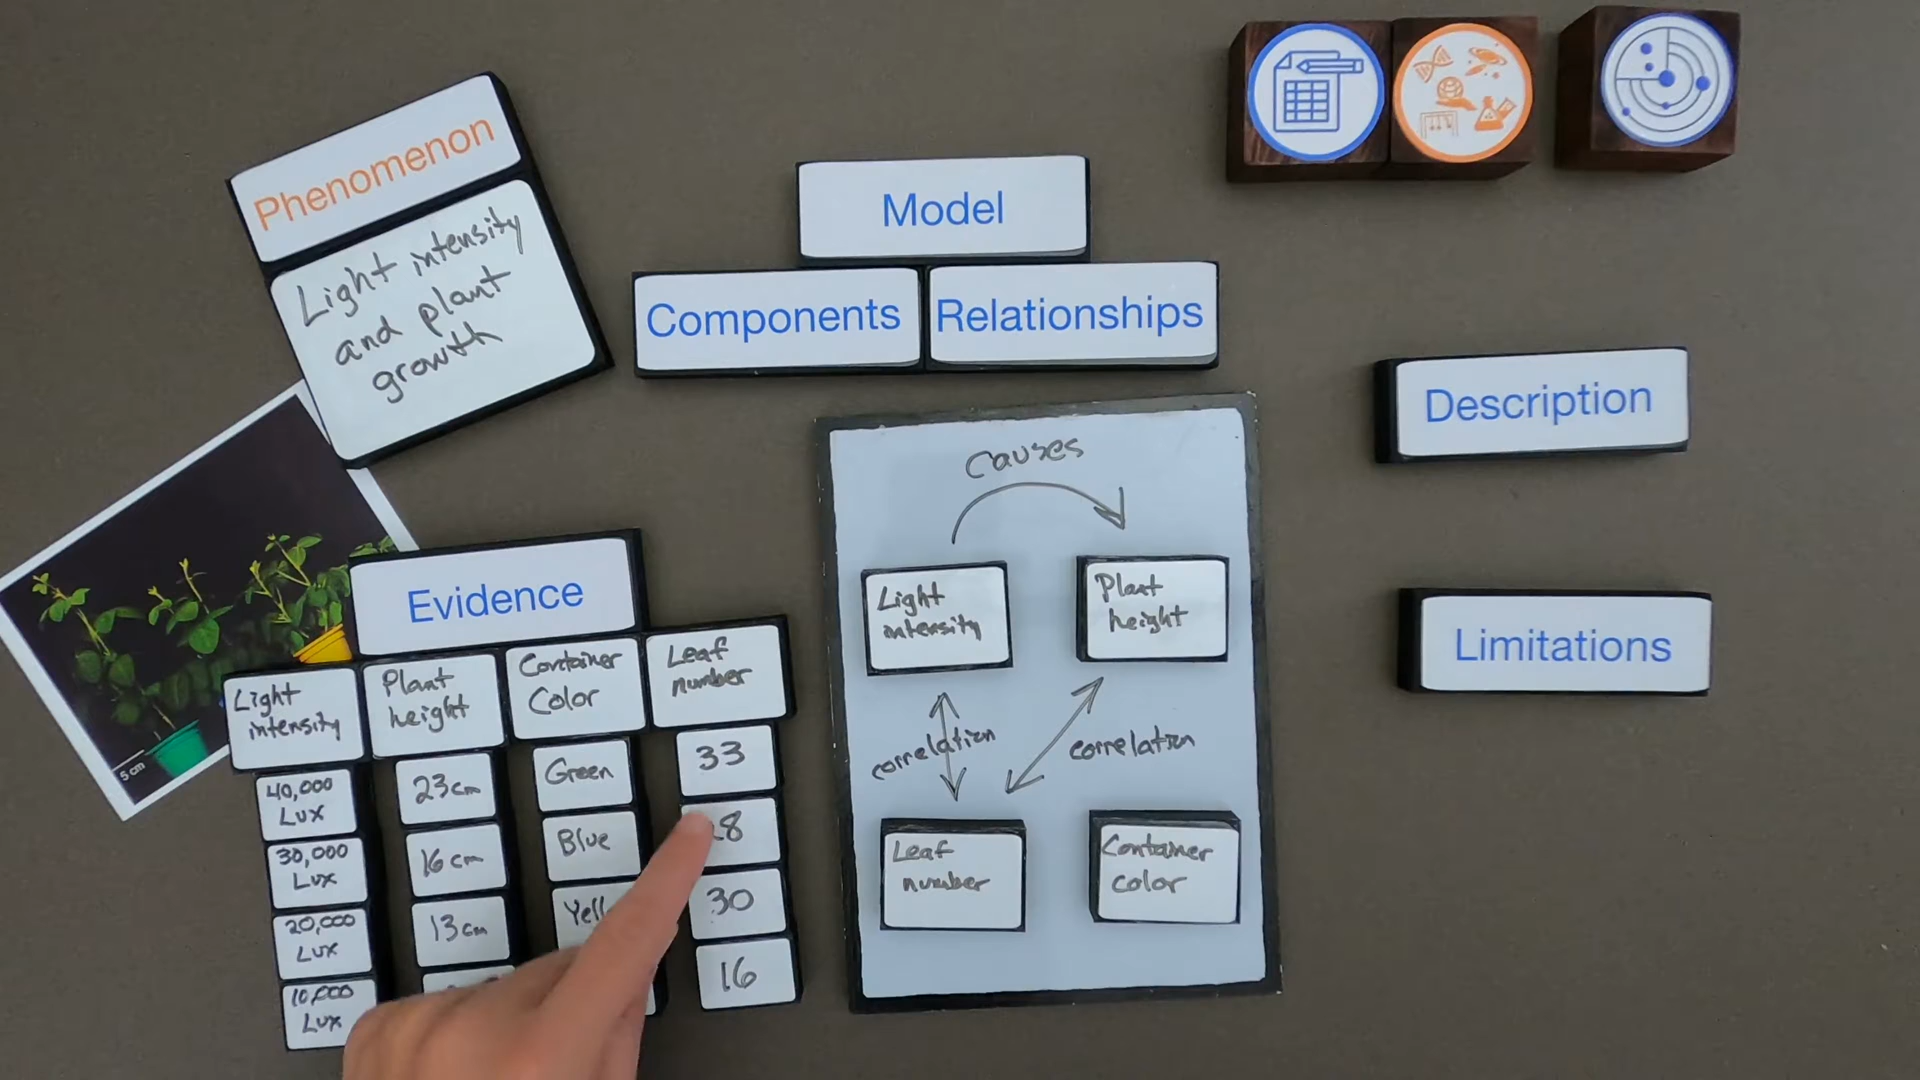 Phenomenon
Light intensity
and plant
growth
Model
Components
Relationships
Description
Limitations
5 cm
Evidence
Light
intensity
Plant
height
Container
Color
Leaf
number
40,000
Lux
23cm
Green
33
30,000
Lux
16cm
Blue
20,000
Lux
13cm
30
10,000
Lux
16
causes
Light
intensity
Plant
height
correlation
correlation
Leaf
number
Container
color